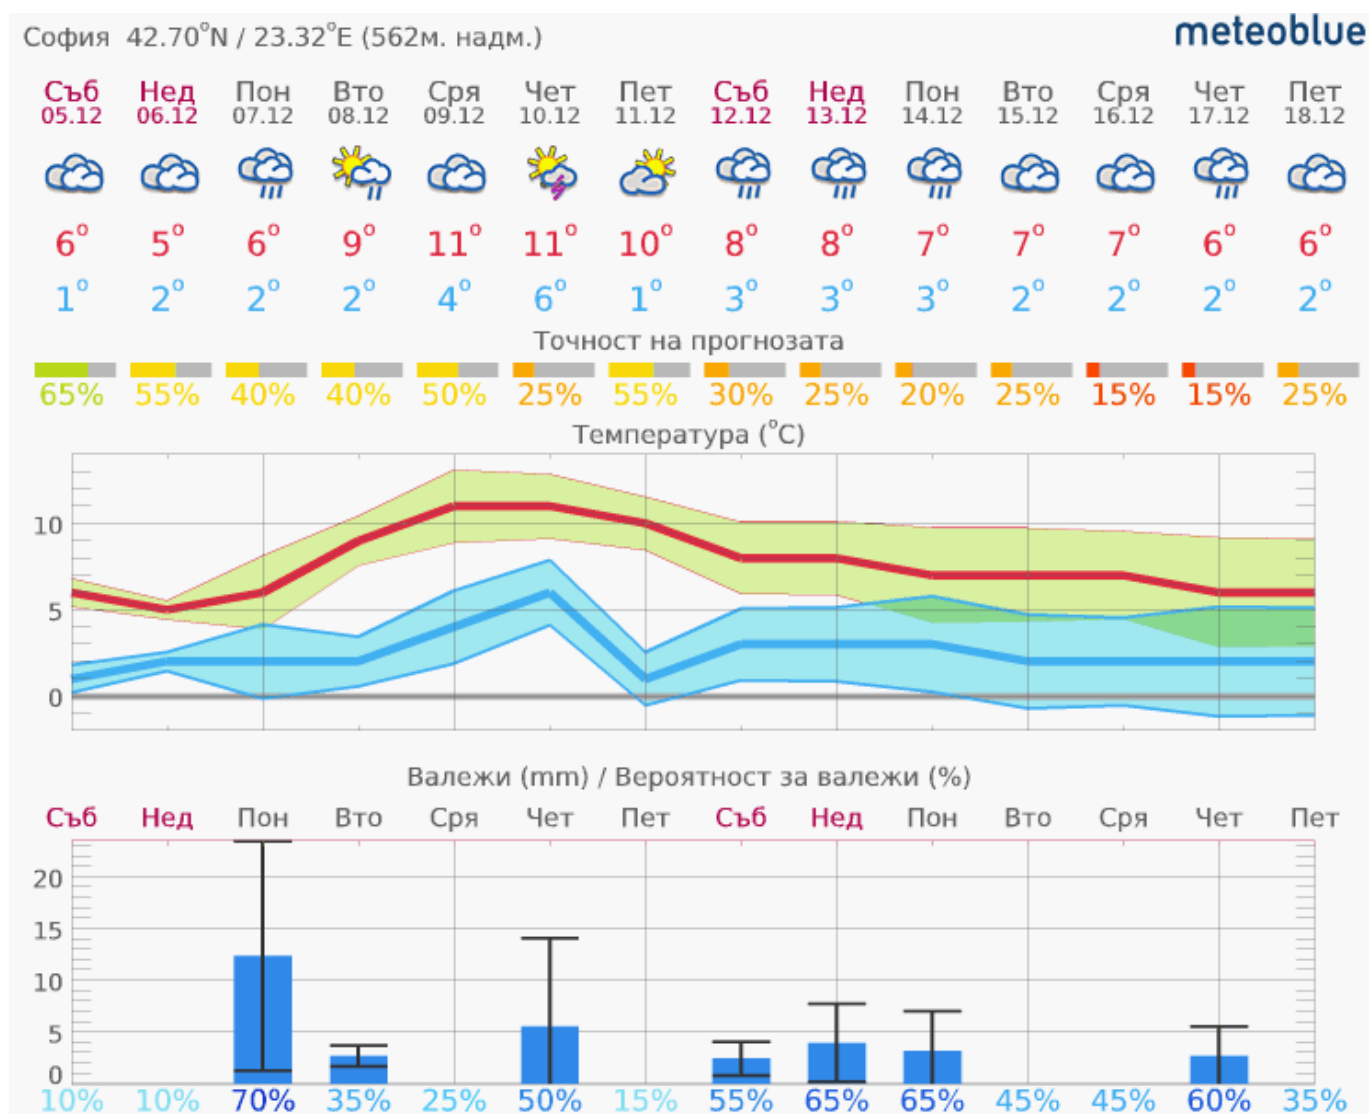 София 42.70°N / 23.32°E (562м. надм.)
meteoblue
Съб Нед Пон Вто Сря Чет Пет Съб Нед Пон Вто Сря Чет Пет
05.12 06.12 07.12 08.12 09.12 10.12 11.12 12.12 13.12 14.12 15.12 16.12 17.12 18.12
6° 5° 6° 9° 11° 11° 10° 8° 8° 7° 7° 7° 6° 6°
1° 2° 2° 2° 4° 6° 1° 3° 3° 3° 2° 2° 2° 2°
Точност на прогнозата
65% 55% 40% 40% 50% 25% 55% 30% 25% 20% 25% 15% 15% 25%
Температура (°C)
10
5
0
Валежи (mm) / Вероятност за валежи (%)
Съб Нед Пон Вто Сря Чет Пет Съб Нед Пон Вто Сря Чет Пет
20
15
10
5
0
10% 10% 70% 35% 25% 50% 15% 55% 65% 65% 45% 45% 60% 35%